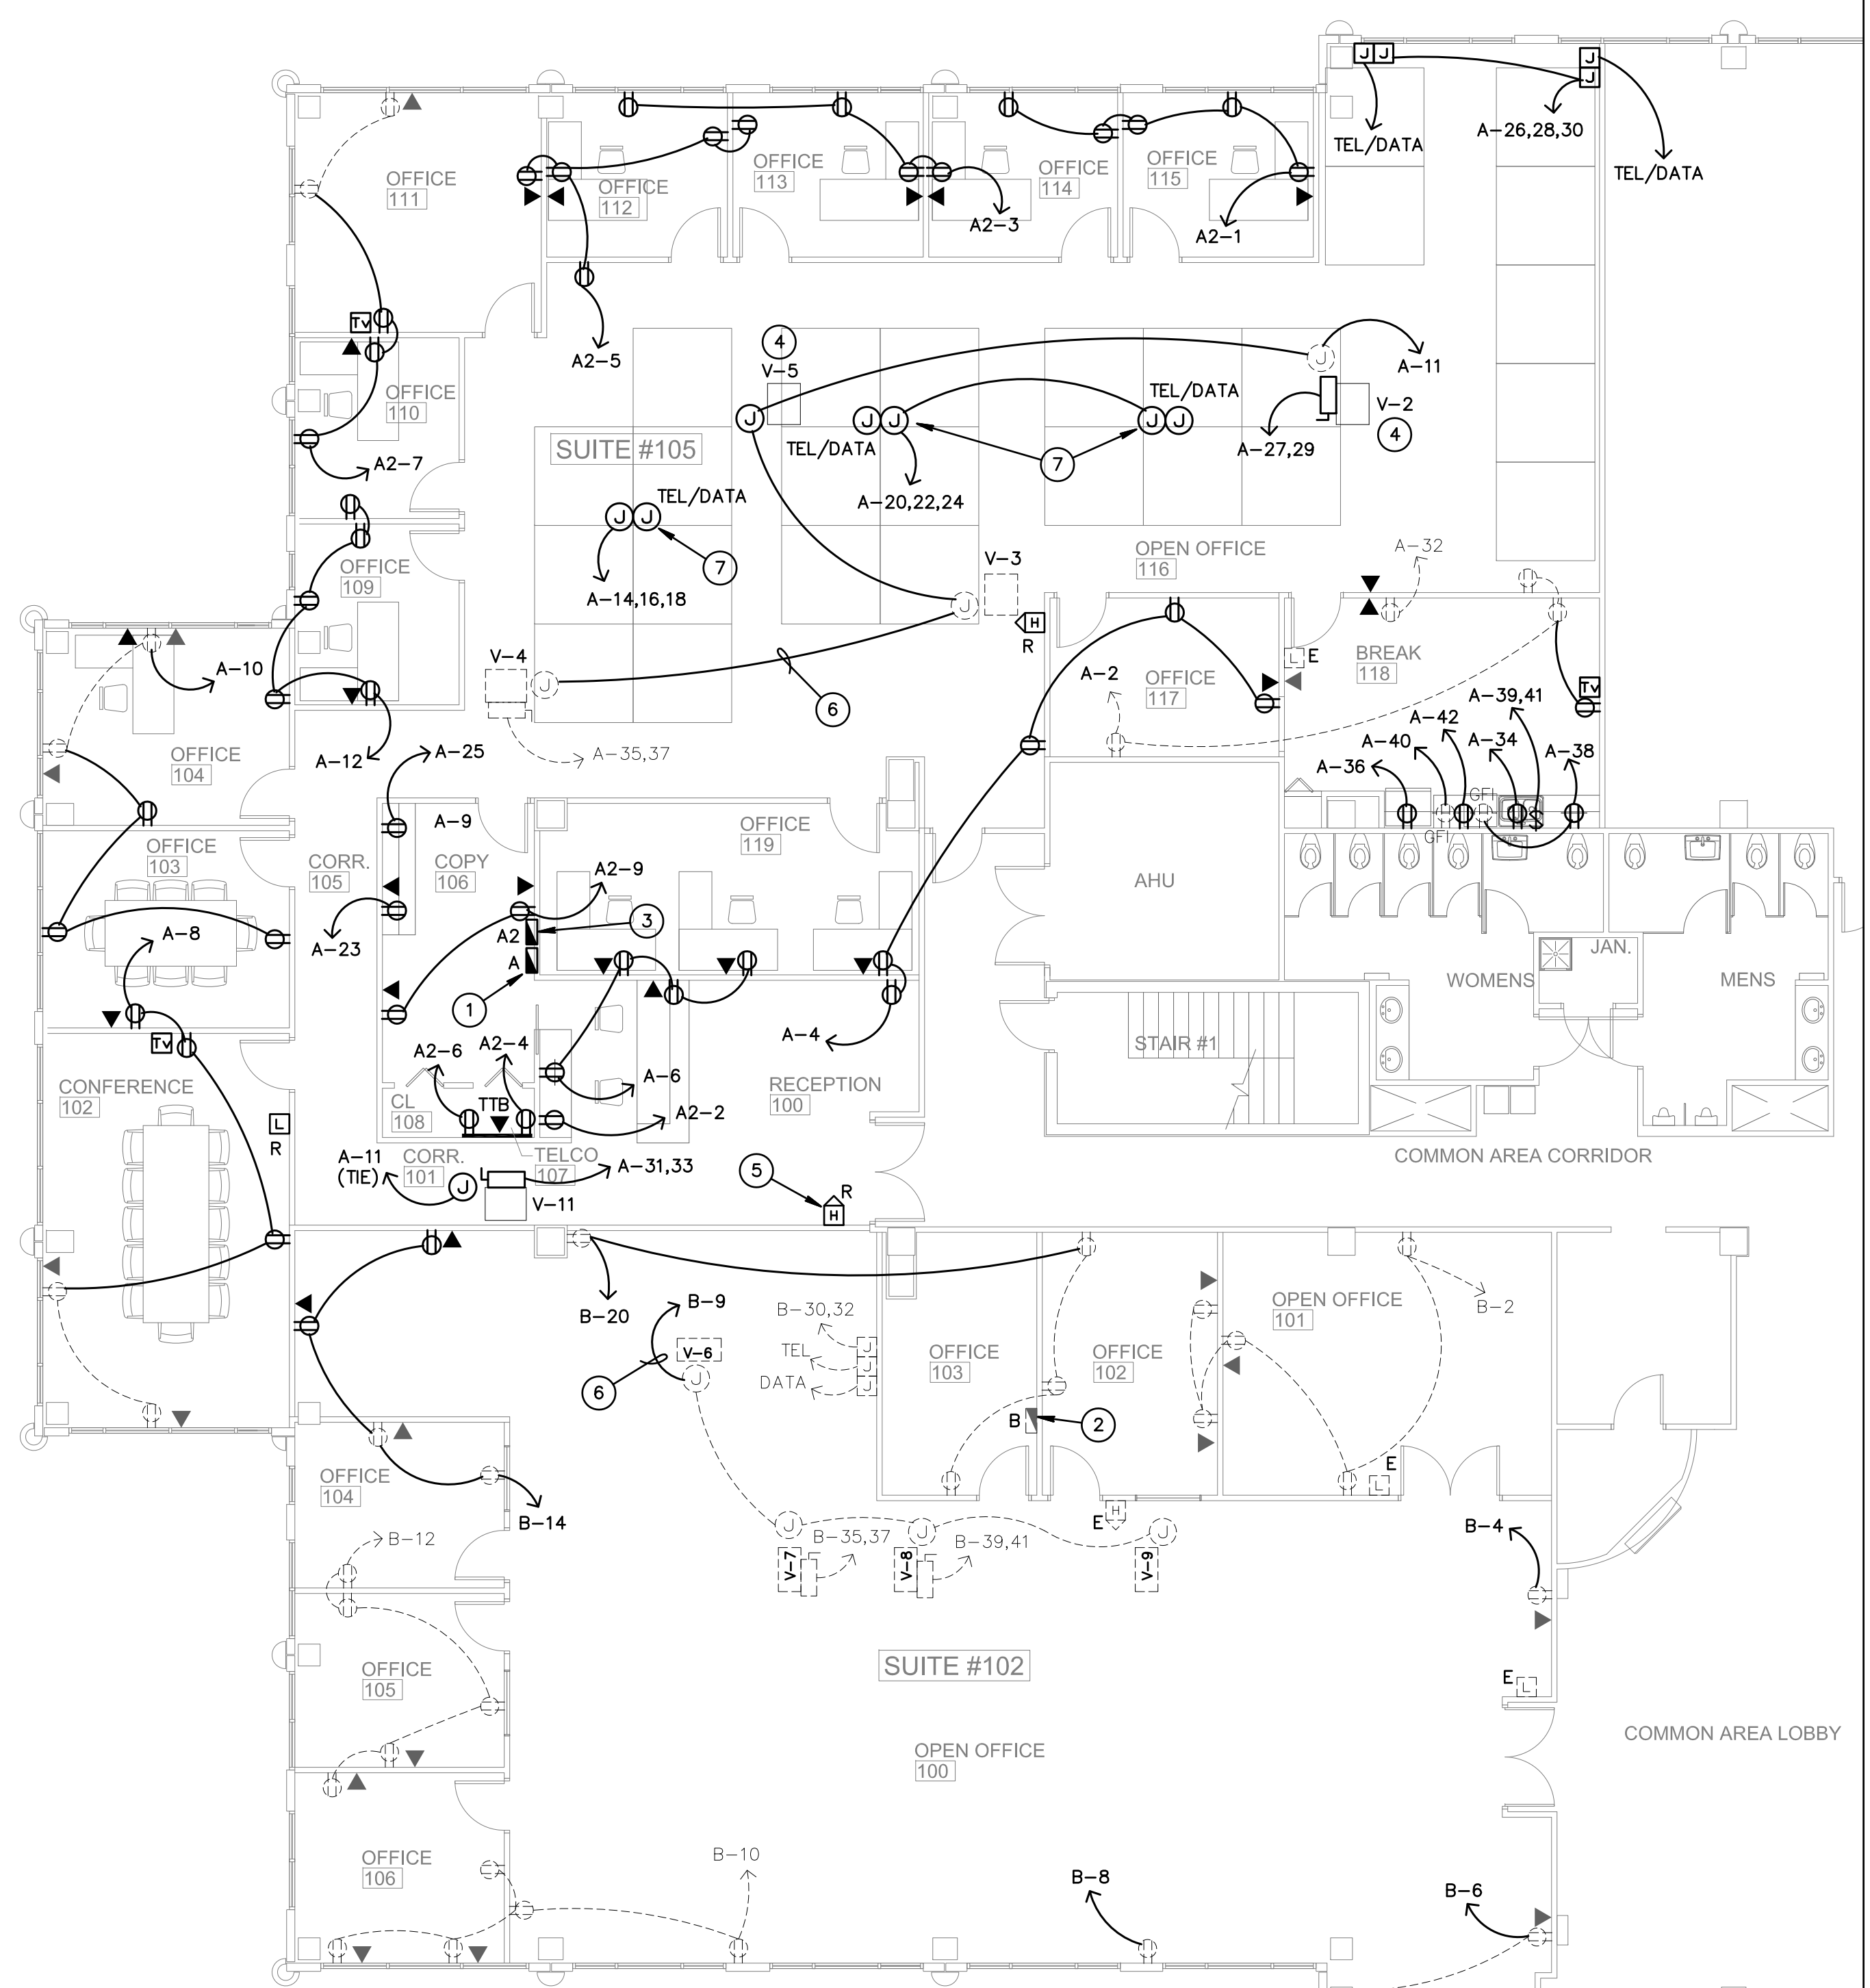 J J
J
J
A-26,28,30
TEL/DATA
TEL/DATA
OFFICE
111
OFFICE
112
OFFICE
113
OFFICE
114
OFFICE
115
A2-3
A2-1
Tv
A2-5
4
V-5
J
A-11
OFFICE
110
J
J J
TEL/DATA
TEL/DATA
J J
V-2
4
A-27,29
SUITE #105
A2-7
7
A-20,22,24
TEL/DATA
J J
7
A-14,16,18
OFFICE
109
V-3
J
OPEN OFFICE
116
A-32
H
R
A-10
V-4
J
6
A-2
OFFICE
117
L E
BREAK
118
Tv
OFFICE
104
A-12
A-25
A-35,37
A-39,41
A-42
A-40
A-34
A-38
A-36
GFI
GFI
S
OFFICE
103
CORR.
105
A-9
COPY
106
OFFICE
119
A2-9
AHU
A-8
A-23
A2
3
A
1
WOMENS
JAN.
MENS
Tv
A-4
STAIR #1
CONFERENCE
102
A2-6
A2-4
A-6
RECEPTION
100
CL
108
TTB
A2-2
L
R
A-11
(TIE)
CORR.
101
J
TELCO
107
A-31,33
V-11
5
R
H
COMMON AREA CORRIDOR
B-20
B-9
V-6
J
6
B-30,32
TEL
DATA
J
J
J
OFFICE
103
OFFICE
102
OPEN OFFICE
101
B-2
B
2
OFFICE
104
B-14
B-12
J
B-35,37
J
B-39,41
E
H
J
E
L
B-4
V-7
V-8
V-9
OFFICE
105
SUITE #102
E
L
OPEN OFFICE
100
COMMON AREA LOBBY
OFFICE
106
B-10
B-8
B-6